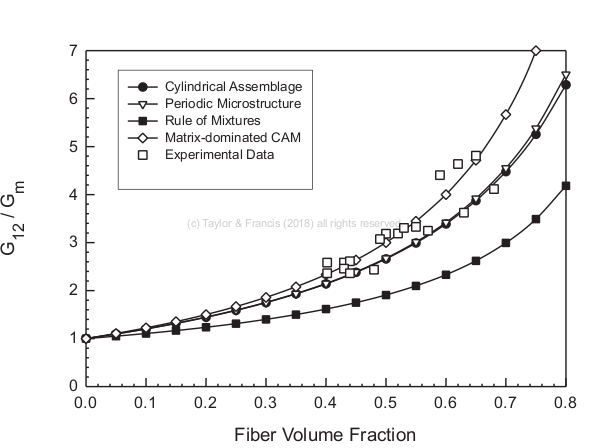 7
6
5
4
3
2
1
0
G12 / Gm
Cylindrical Assemblage
Periodic Microstructure
Rule of Mixtures
Matrix-dominated CAM
Experimental Data
(c) Taylor & Francis (2018) all rights reserved
0.0 0.1 0.2 0.3 0.4 0.5 0.6 0.7 0.8
Fiber Volume Fraction